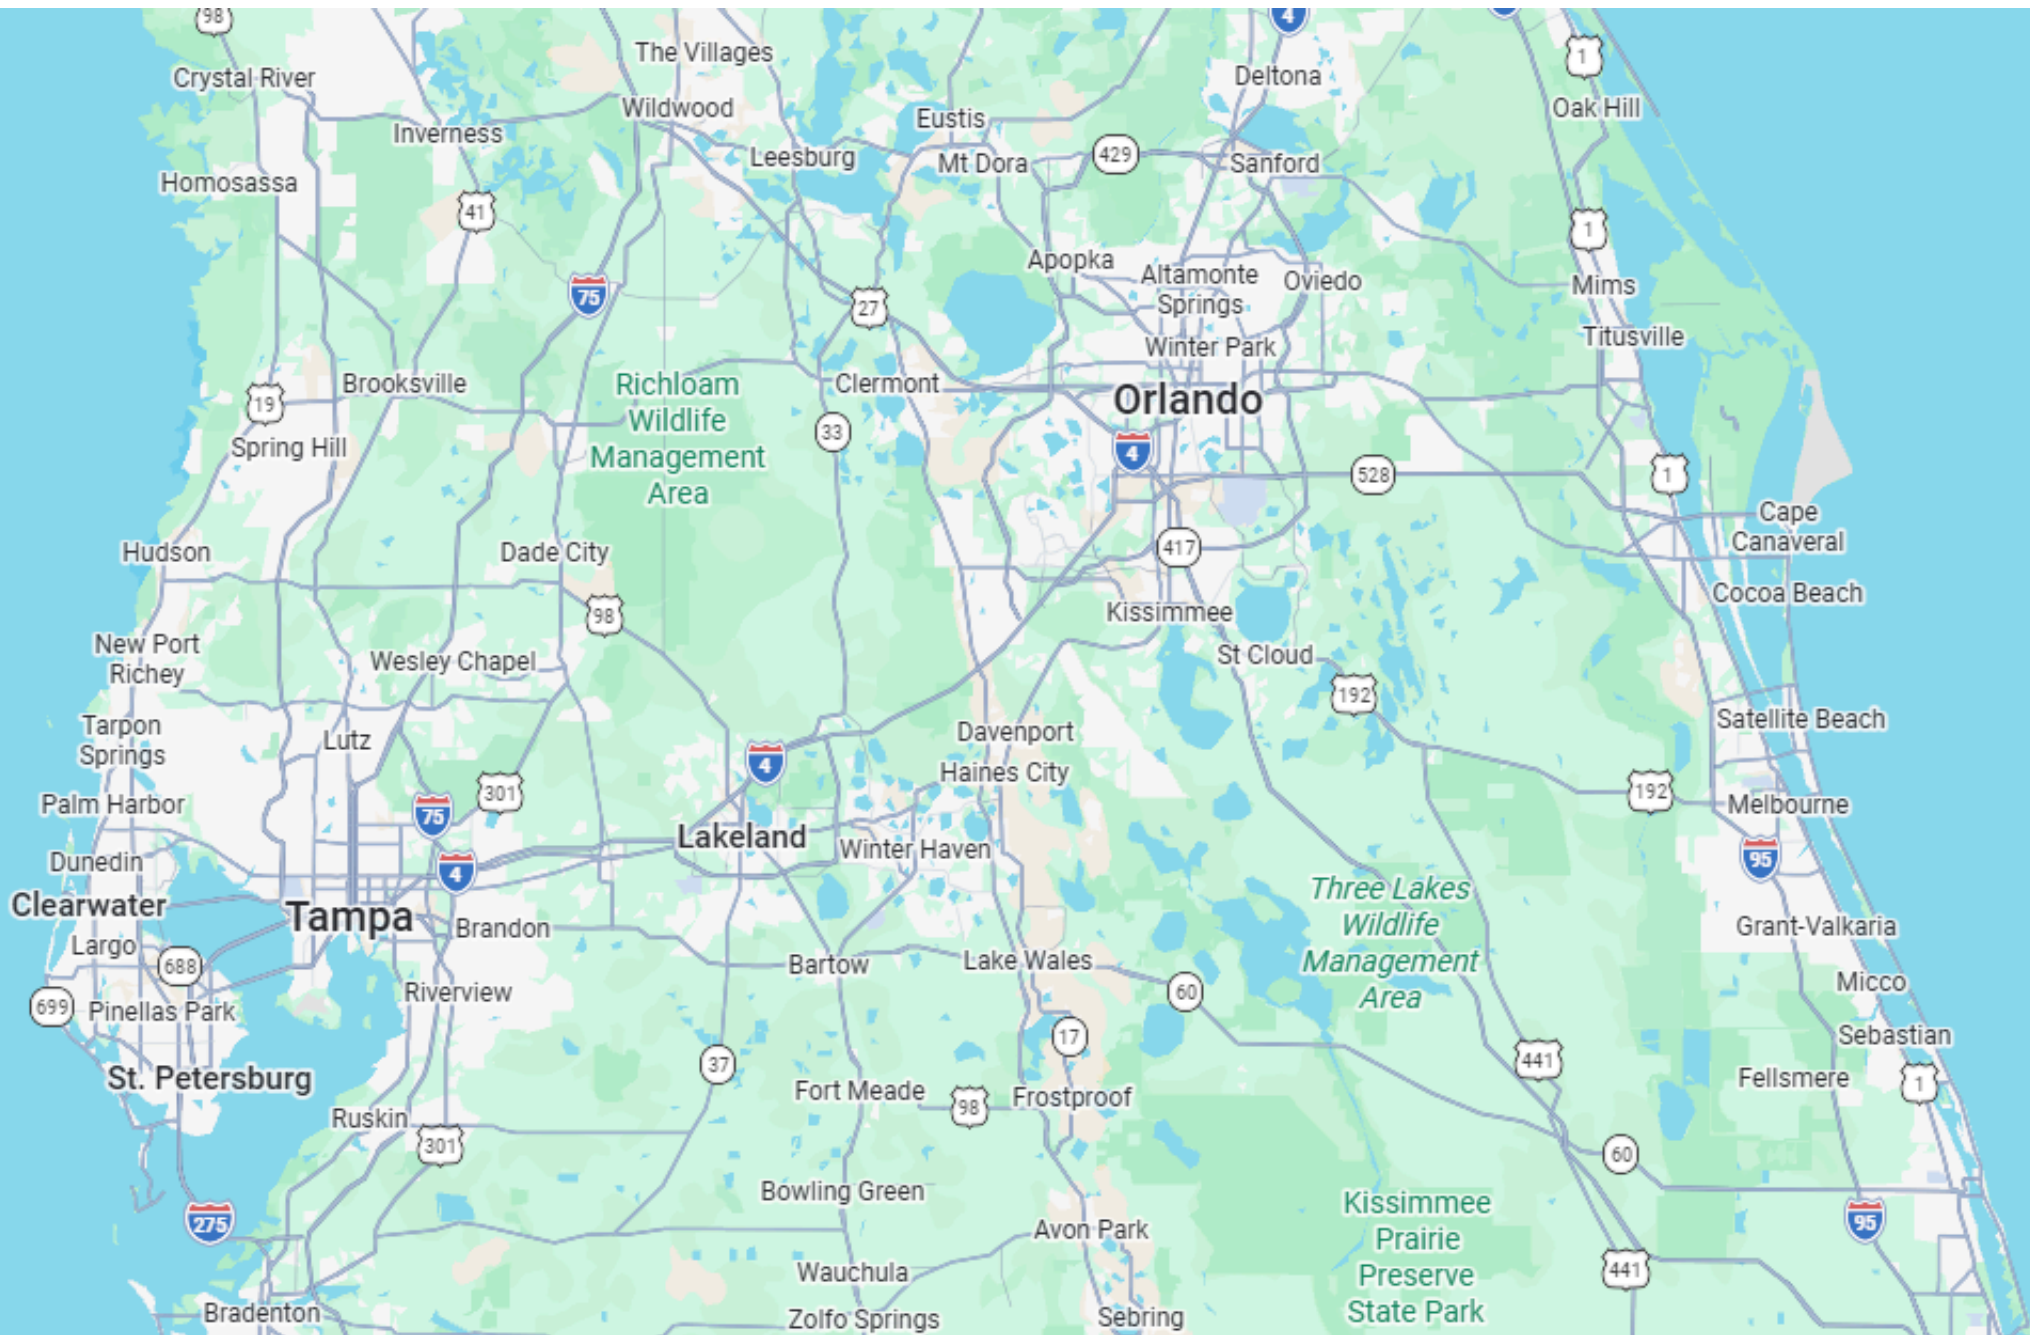 98
4
The Villages
Crystal River
Deltona
1
Oak Hill
Wildwood
Eustis
Inverness
Leesburg
Mt Dora
429
Sanford
Homosassa
41
1
Apopka
Altamonte
Springs
Oviedo
Mims
75
27
Titusville
Winter Park
Richloam
Wildlife
Management
Area
Brooksville
Clermont
Orlando
19
33
Spring Hill
4
528
1
Cape
Canaveral
Hudson
Dade City
417
Cocoa Beach
98
Kissimmee
New Port
Richey
Wesley Chapel
St Cloud
192
Tarpon
Springs
Lutz
Davenport
Satellite Beach
4
Haines City
301
192
Palm Harbor
75
Melbourne
Lakeland
Winter Haven
Dunedin
4
95
Three Lakes
Wildlife
Management
Area
Clearwater
Tampa
Brandon
Grant-Valkaria
Largo
688
Bartow
Lake Wales
60
Micco
699
Pinellas Park
Riverview
17
Sebastian
St. Petersburg
37
441
Fellsmere
1
Fort Meade
98
Frostproof
Ruskin
301
60
Bowling Green
Kissimmee
Prairie
Preserve
State Park
275
Avon Park
95
Wauchula
441
Bradenton
Zolfo Springs
Sebring